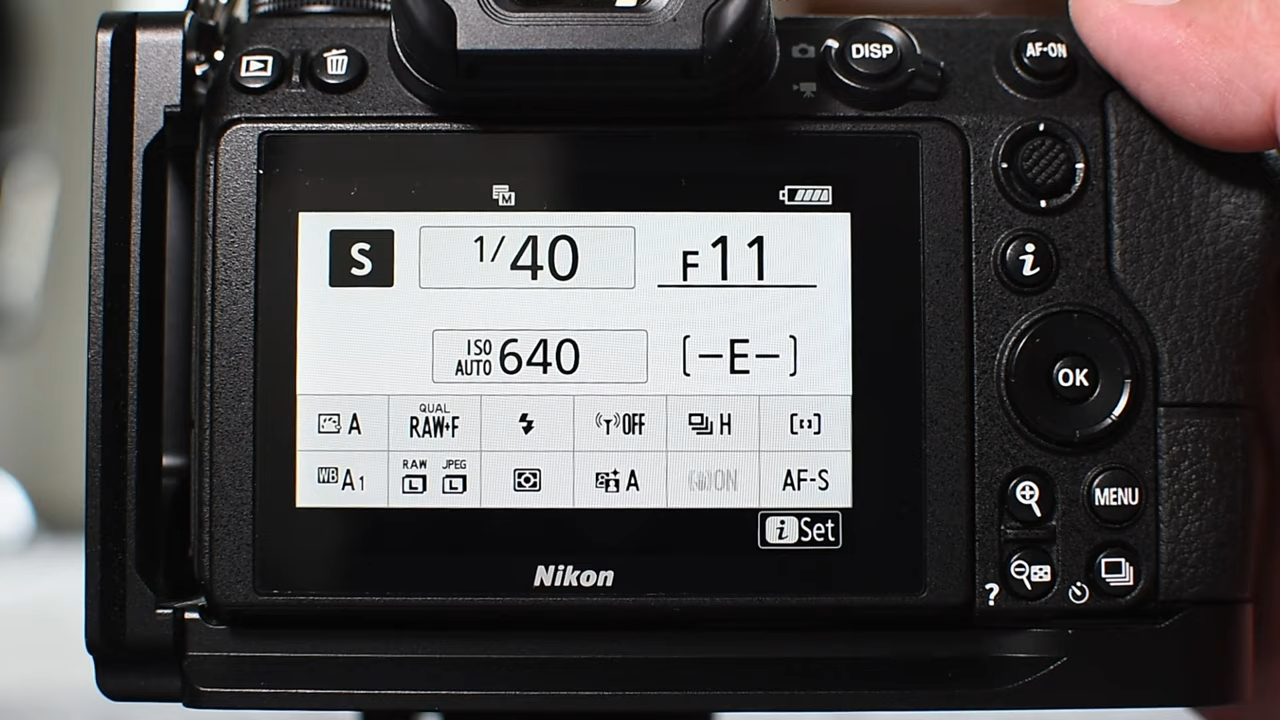 DISP
AF-ON
M
S 1/40 F11
ISO AUTO 640 [-E-]
A QUAL RAW+F OFF H
WB A1 RAW L JPEG L A ON AF-S
i Set
Nikon
i
OK
MENU
?